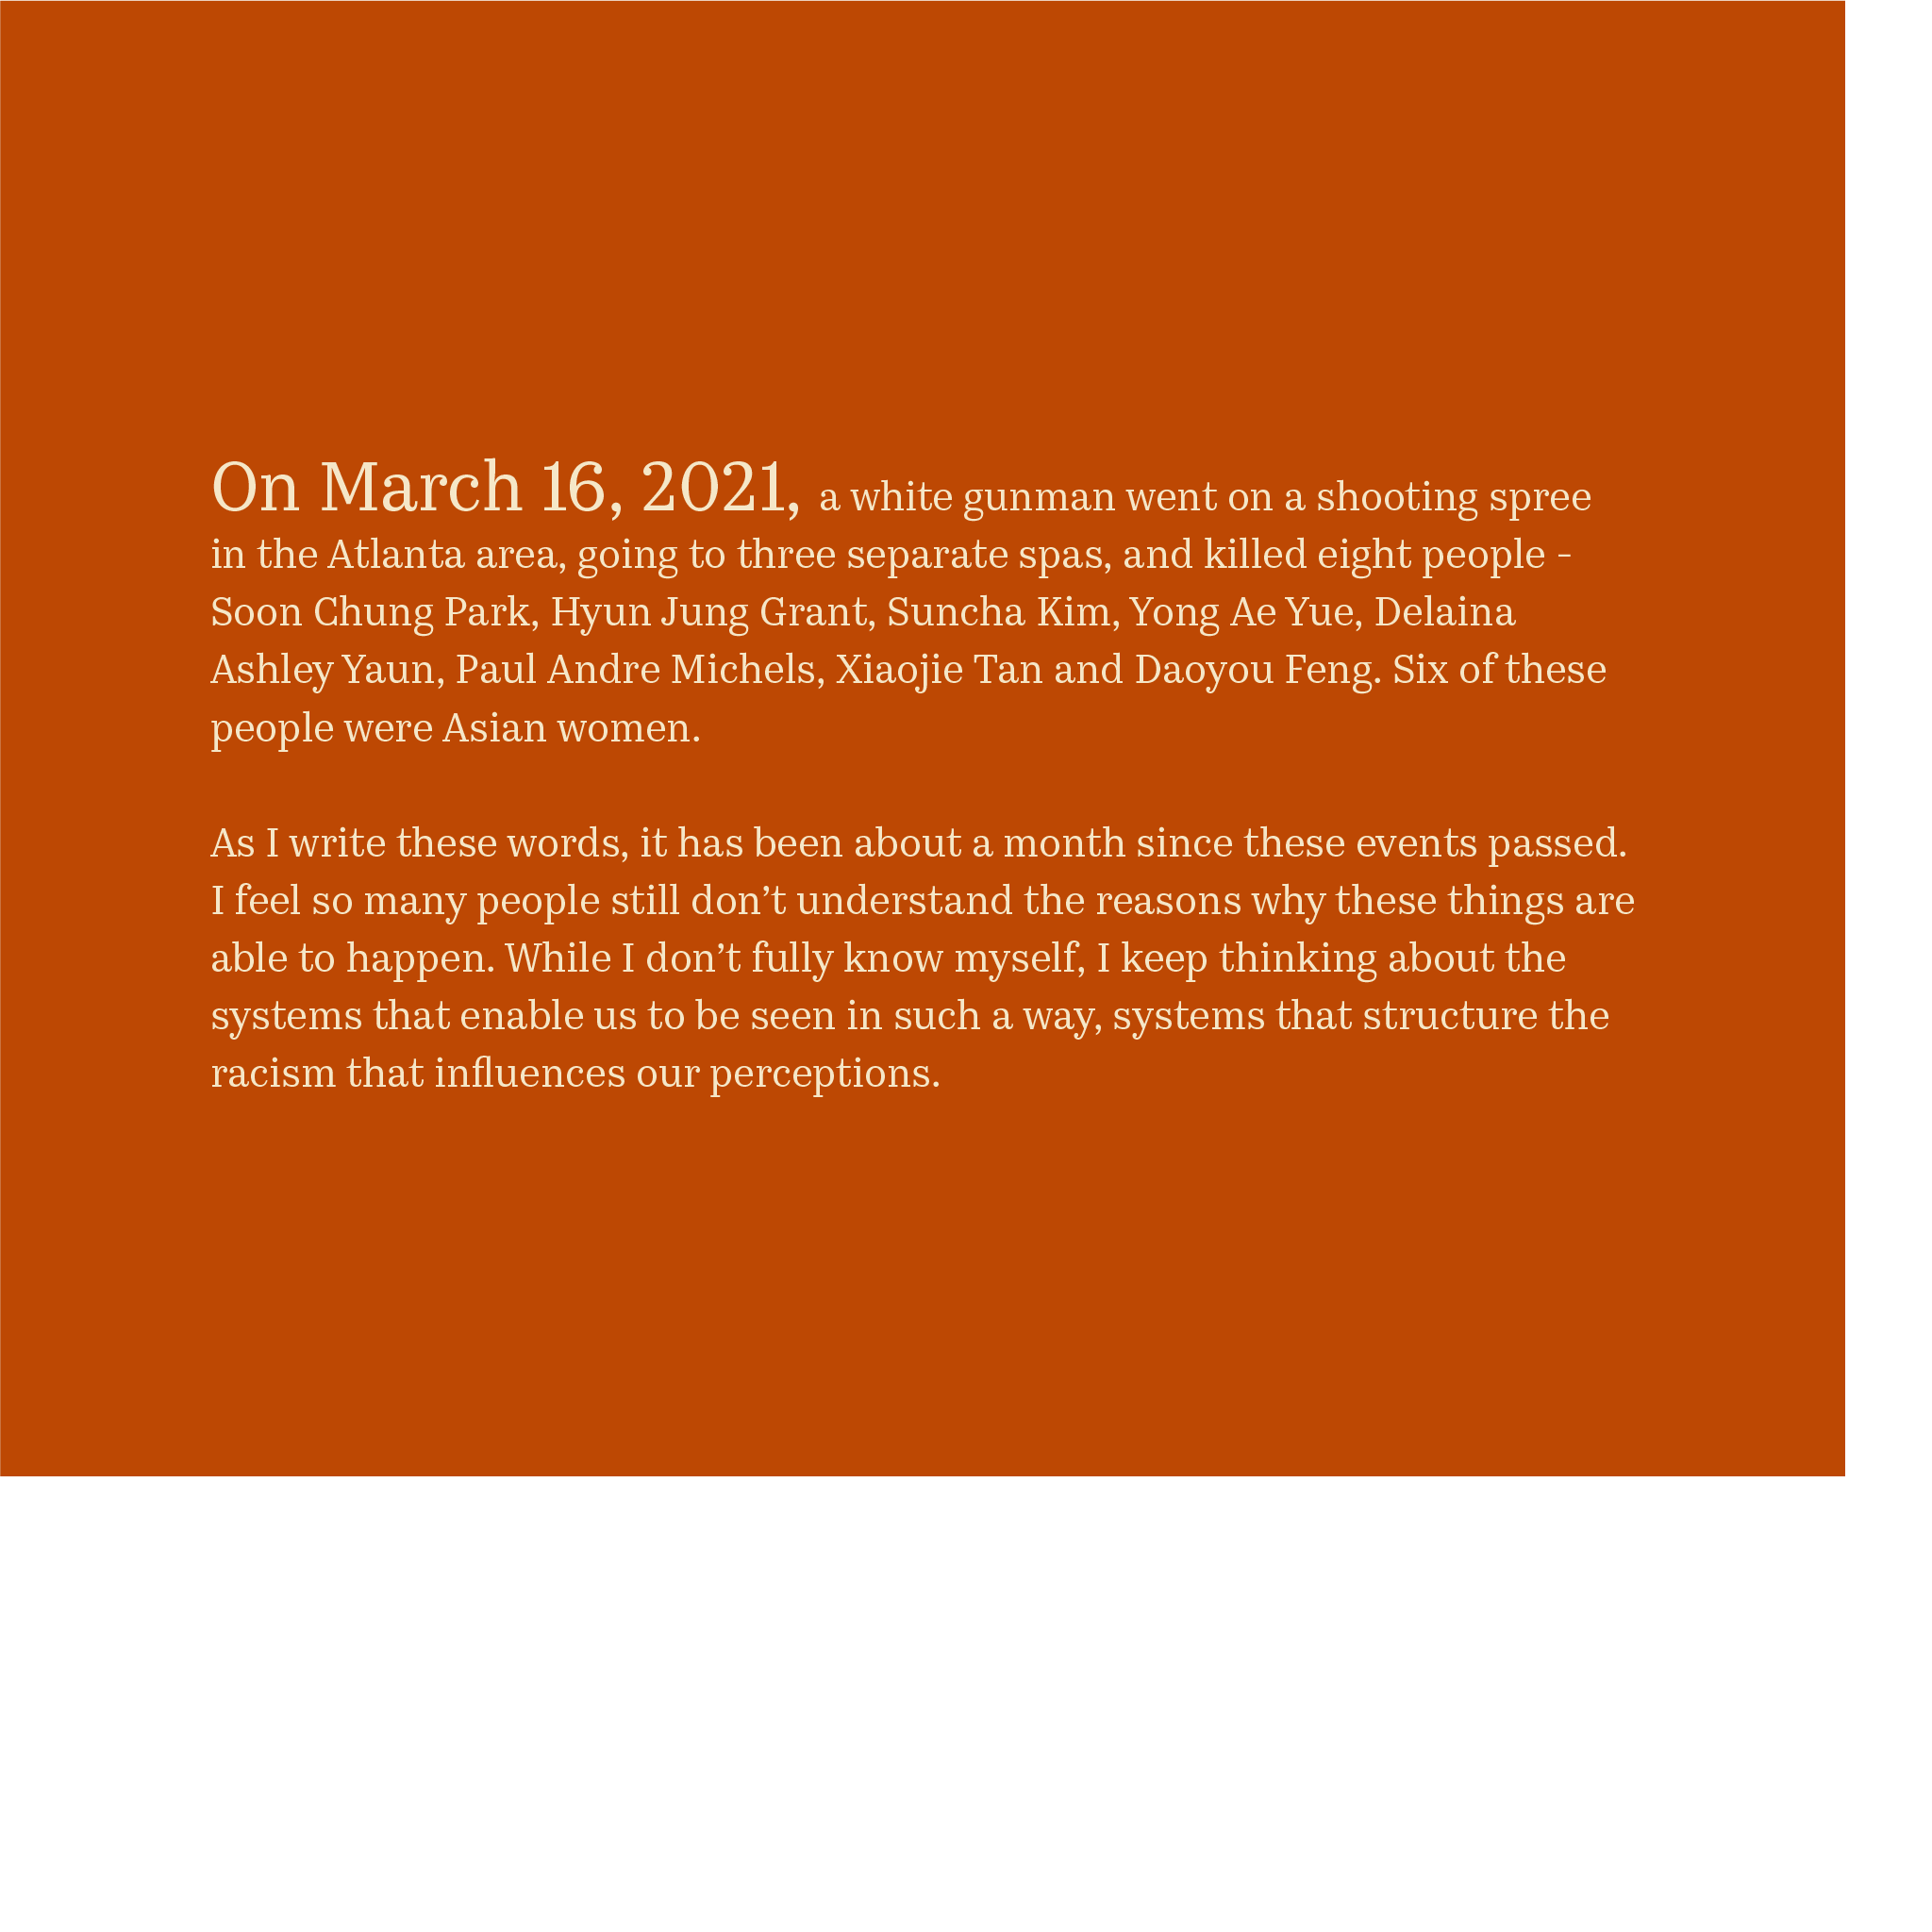 On March 16, 2021, a white gunman went on a shooting spree
in the Atlanta area, going to three separate spas, and killed eight people -
Soon Chung Park, Hyun Jung Grant, Suncha Kim, Yong Ae Yue, Delaina
Ashley Yaun, Paul Andre Michels, Xiaojie Tan and Daoyou Feng. Six of these
people were Asian women.
As I write these words, it has been about a month since these events passed.
I feel so many people still don’t understand the reasons why these things are
able to happen. While I don’t fully know myself, I keep thinking about the
systems that enable us to be seen in such a way, systems that structure the
racism that influences our perceptions.